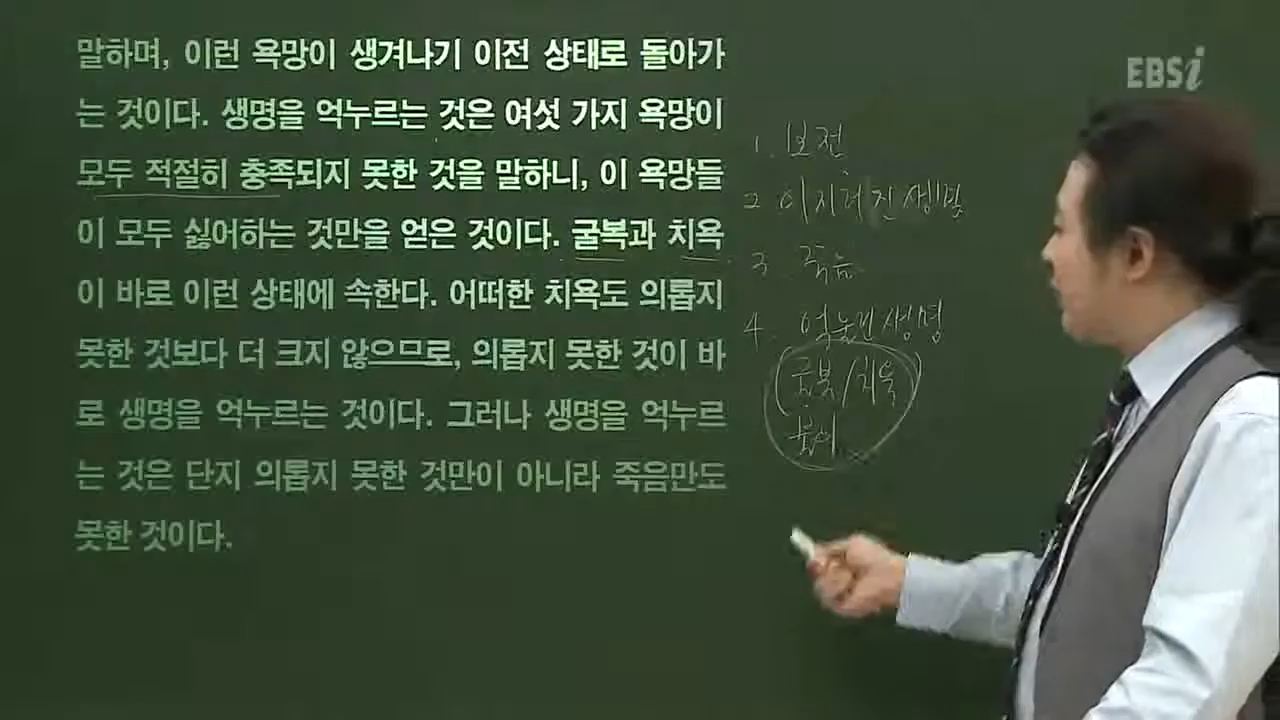 말하며, 이런 욕망이 생겨나기 이전 상태로 돌아가
는 것이다. 생명을 억누르는 것은 여섯 가지 욕망이
모두 적절히 충족되지 못한 것을 말하니, 이 욕망들
이 모두 싫어하는 것만을 얻은 것이다. 굴복과 치욕
이 바로 이런 상태에 속한다. 어떠한 치욕도 의롭지
못한 것보다 더 크지 않으므로, 의롭지 못한 것이 바
로 생명을 억누르는 것이다. 그러나 생명을 억누르
는 것은 단지 의롭지 못한 것만이 아니라 죽음만도
못한 것이다.
EBSi
1. 보전
2 이지러진 생명
3 죽음
4. 억눌린 생명
(굴복/치욕
불의